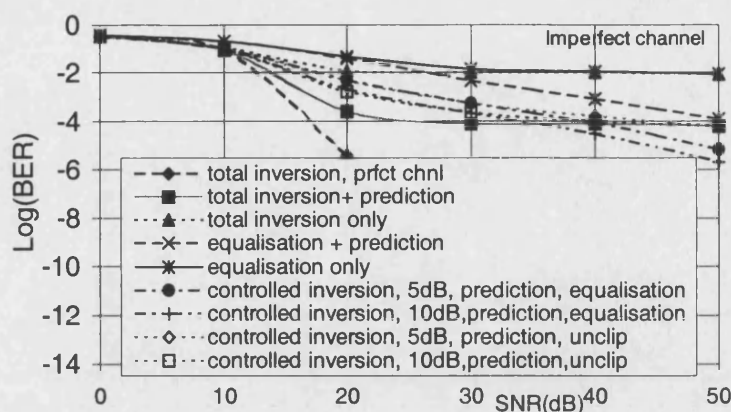 0
Imperfect channel
-2
-4
-6
-8
-10
-12
-14
Log(BER)
total inversion, prfct chnl
total inversion+ prediction
total inversion only
equalisation + prediction
equalisation only
controlled inversion, 5dB, prediction, equalisation
controlled inversion, 10dB,prediction,equalisation
controlled inversion, 5dB, prediction, unclip
controlled inversion, 10dB,prediction,unclip
0 10 20 30 40 50
SNR(dB)